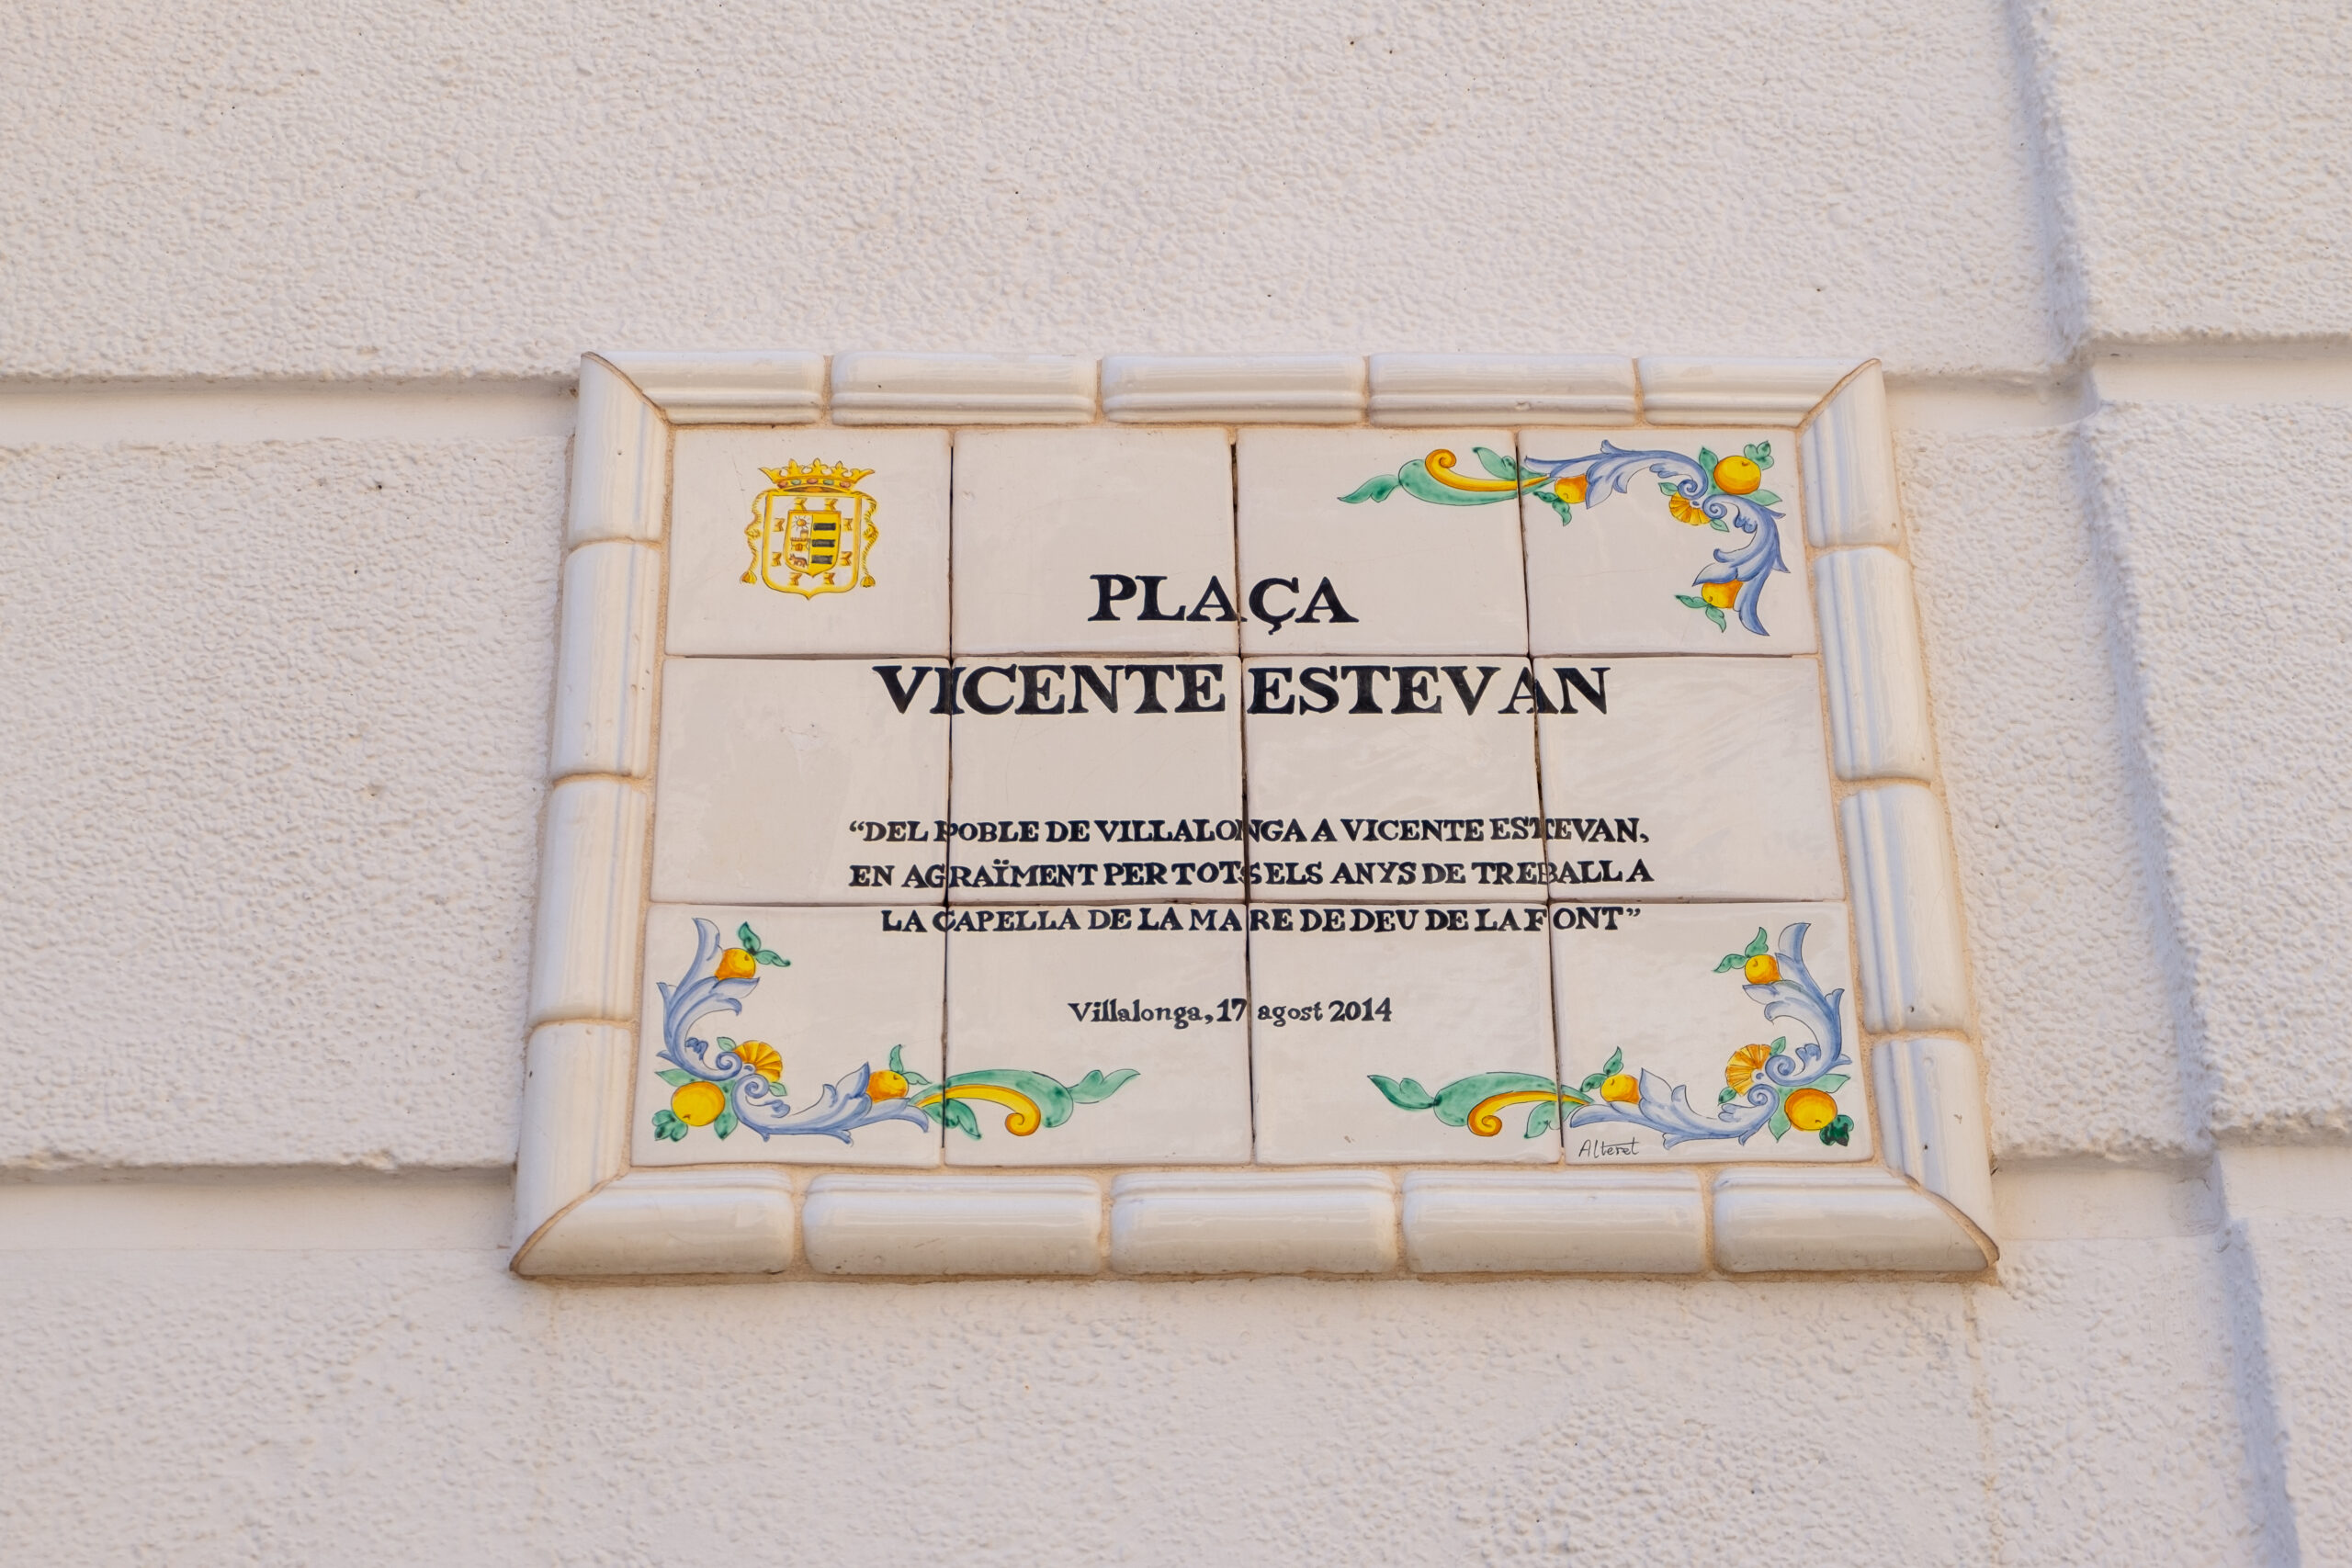 PLAÇA
VICENTE ESTEVAN
“DEL POBLE DE VILLALONGA A VICENTE ESTEVAN,
EN AGRAÏMENT PER TOTS ELS ANYS DE TREBALL A
LA CAPELLA DE LA MARE DE DEU DE LA FONT”
Villalonga, 17 agost 2014
Alteret